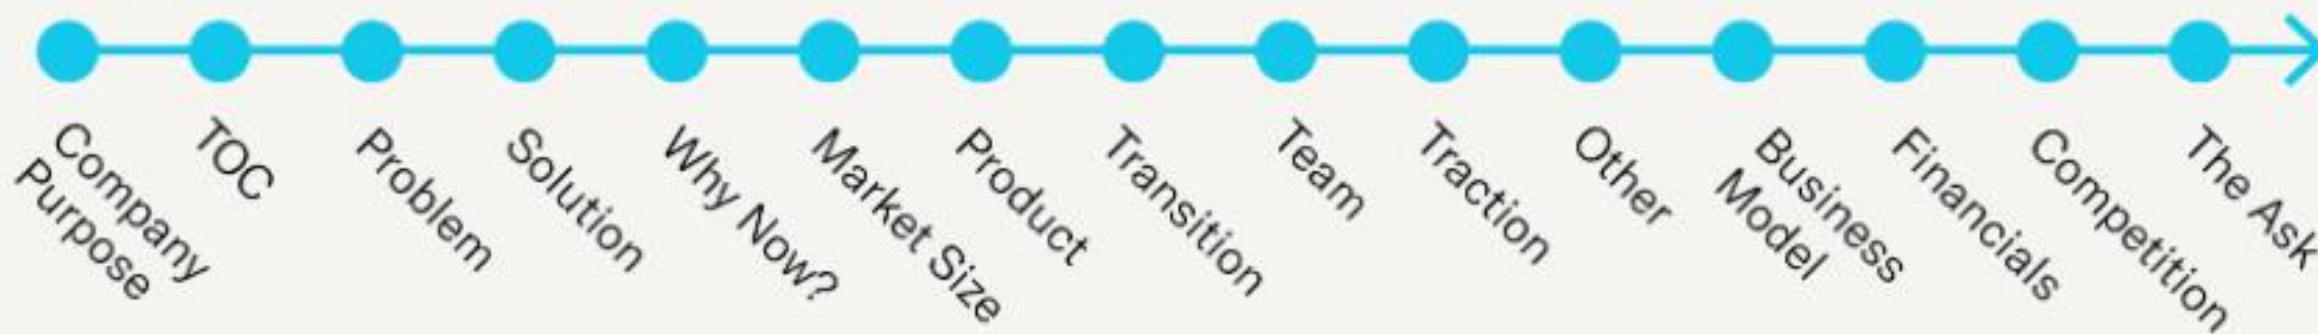 Company
Purpose
TOC
Problem
Solution
Why Now?
Market Size
Product
Transition
Team
Traction
Other
Business
Model
Financials
Competition
The Ask